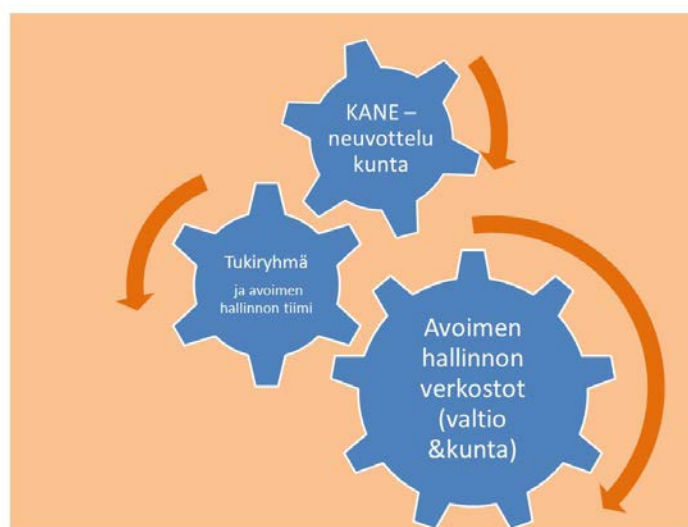 KANE –
neuvottelu
kunta
Tukiryhmä
ja avoimen
hallinnon tiimi
Avoimen
hallinnon
verkostot
(valtio
&kunta)